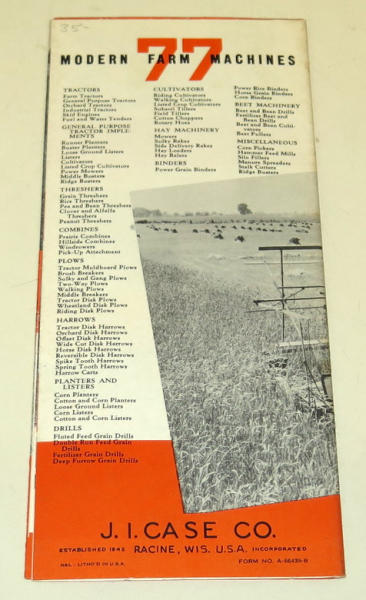 35-
77
MODERN FARM MACHINES
TRACTORS
Farm Tractors
General Purpose Tractors
Orchard Tractors
Industrial Tractors
Skid Engines
Fuel and Water Tenders
GENERAL PURPOSE
TRACTOR IMPLE-
MENTS
Runner Planters
Buster Planters
Loose Ground Listers
Listers
Cultivators
Listed Crop Cultivators
Power Mowers
Middle Busters
Ridge Busters
THRESHERS
Grain Threshers
Rice Threshers
Pea and Bean Threshers
Clover and Alfalfa
Threshers
Peanut Threshers
COMBINES
Prairie Combines
Hillside Combines
Windrowers
Pick-Up Attachment
PLOWS
Tractor Moldboard Plows
Brush Breakers
Sulky and Gang Plows
Two-Way Plows
Walking Plows
Middle Breakers
Tractor Disk Plows
Wheatland Disk Plows
Riding Disk Plows
HARROWS
Tractor Disk Harrows
Orchard Disk Harrows
Offset Disk Harrows
Wide Cut Disk Harrows
Horse Disk Harrows
Reversible Disk Harrows
Spike Tooth Harrows
Spring Tooth Harrows
Harrow Carts
PLANTERS AND
LISTERS
Corn Planters
Cotton and Corn Planters
Loose Ground Listers
Corn Listers
Cotton and Corn Listers
DRILLS
Fluted Feed Grain Drills
Double Run Feed Grain
Drills
Fertilizer Grain Drills
Deep Furrow Grain Drills
CULTIVATORS
Riding Cultivators
Walking Cultivators
Listed Crop Cultivators
Subsoil Tillers
Field Tillers
Cotton Choppers
Rotary Hoes
HAY MACHINERY
Mowers
Sulky Rakes
Side Delivery Rakes
Hay Loaders
Hay Balers
BINDERS
Power Grain Binders
Power Rice Binders
Horse Grain Binders
Corn Binders
BEET MACHINERY
Beet and Bean Drills
Fertilizer Beet and
Bean Drills
Beet and Bean Culti-
vators
Beet Pullers
MISCELLANEOUS
Corn Pickers
Hammer Feed Mills
Silo Fillers
Manure Spreaders
Stalk Cutters
Ridge Busters
J. I. CASE CO.
ESTABLISHED 1842 RACINE, WIS. U.S.A. INCORPORATED
LITHO'D IN U.S.A. FORM NO. A-66439-B